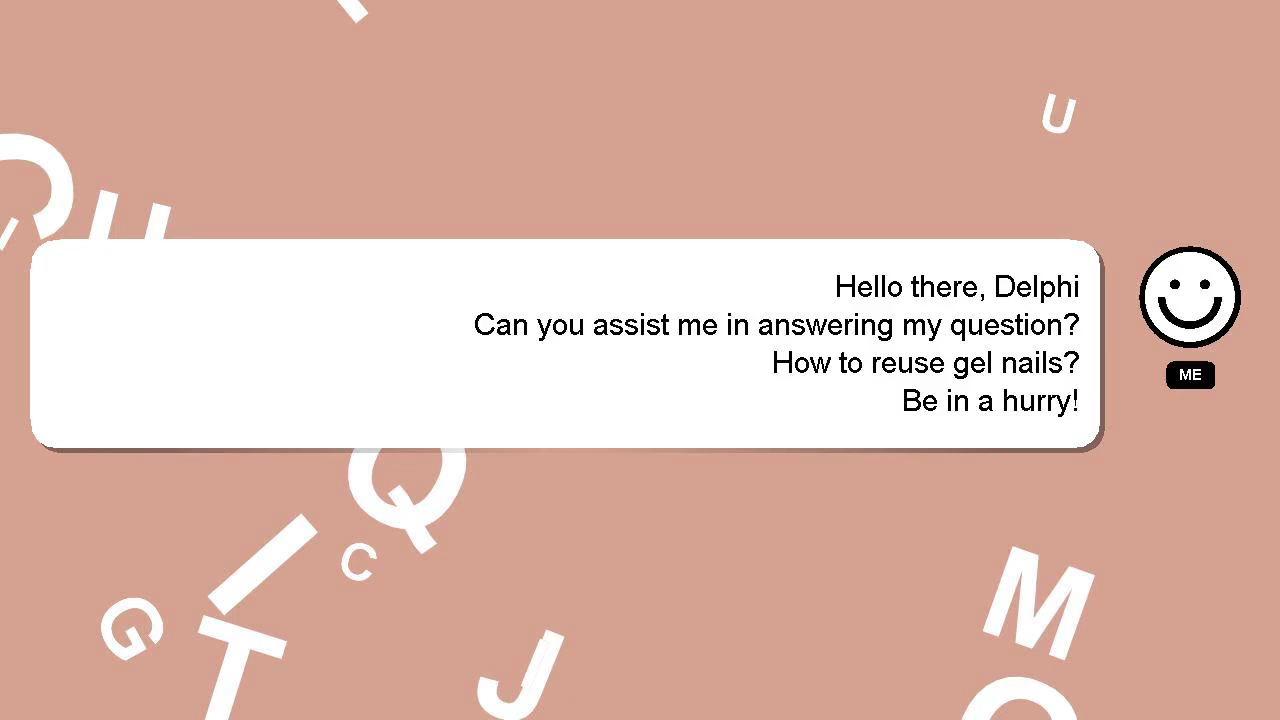 U
U
Hello there, Delphi
Can you assist me in answering my question?
How to reuse gel nails?
Be in a hurry!
ME
Q
I
C
G
T
J
M